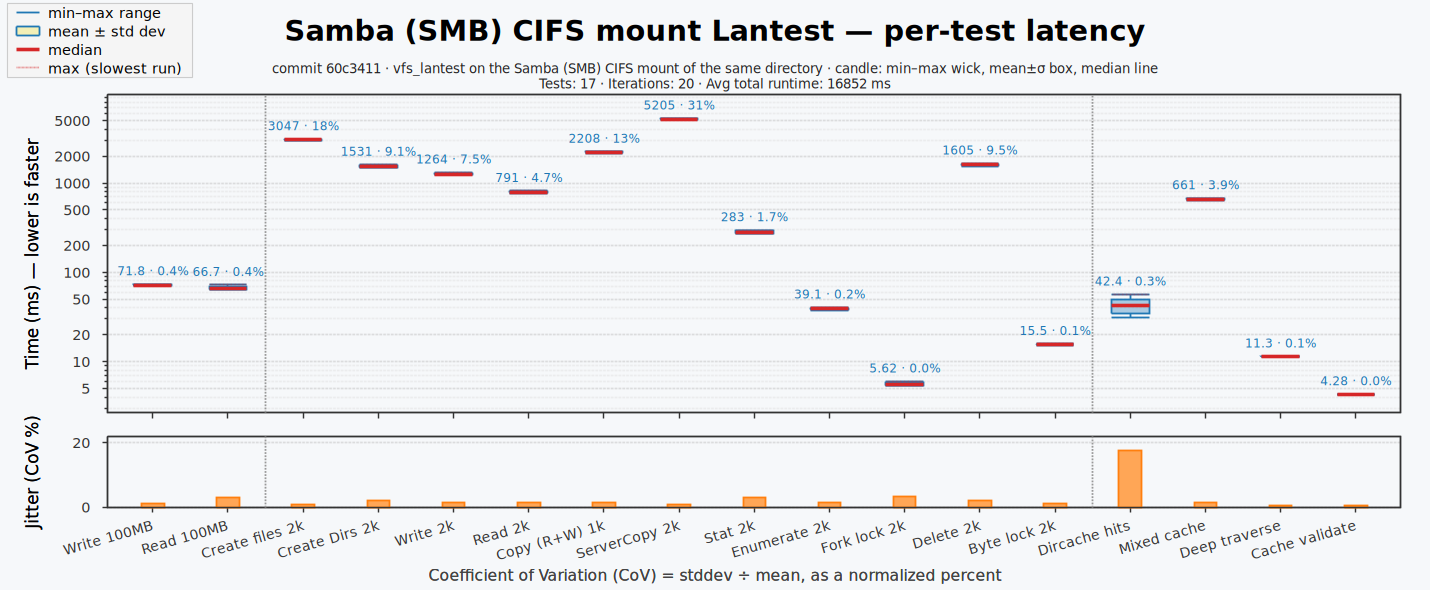 min–max range
mean ± std dev
median
max (slowest run)
Samba (SMB) CIFS mount Lantest — per-test latency
commit 60c3411 · vfs_lantest on the Samba (SMB) CIFS mount of the same directory · candle: min–max wick, mean±σ box, median line
Tests: 17 · Iterations: 20 · Avg total runtime: 16852 ms
Time (ms) — lower is faster
5000
2000
1000
500
200
100
50
20
10
5
71.8 · 0.4%
66.7 · 0.4%
3047 · 18%
1531 · 9.1%
1264 · 7.5%
791 · 4.7%
2208 · 13%
5205 · 31%
283 · 1.7%
39.1 · 0.2%
5.62 · 0.0%
1605 · 9.5%
15.5 · 0.1%
42.4 · 0.3%
661 · 3.9%
11.3 · 0.1%
4.28 · 0.0%
Jitter (CoV %)
20
0
Write 100MB
Read 100MB
Create files 2k
Create Dirs 2k
Write 2k
Read 2k
Copy (R+W) 1k
ServerCopy 2k
Stat 2k
Enumerate 2k
Fork lock 2k
Delete 2k
Byte lock 2k
Dircache hits
Mixed cache
Deep traverse
Cache validate
Coefficient of Variation (CoV) = stddev ÷ mean, as a normalized percent